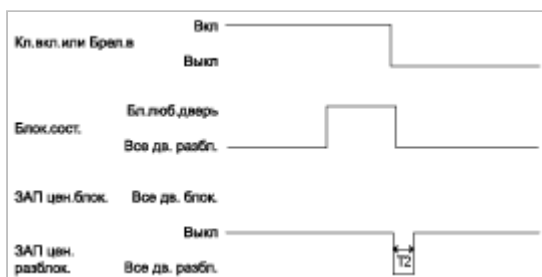 Вкл
Кл.вкл.или Брел.в
Выкл
Бл.люб.дверь
Блок.сост.
Все дв. разбл.
ЗАП цен.блок. Все дв. блок.
Выкл
ЗАП цен.
разблок. Все дв. разбл.
T2